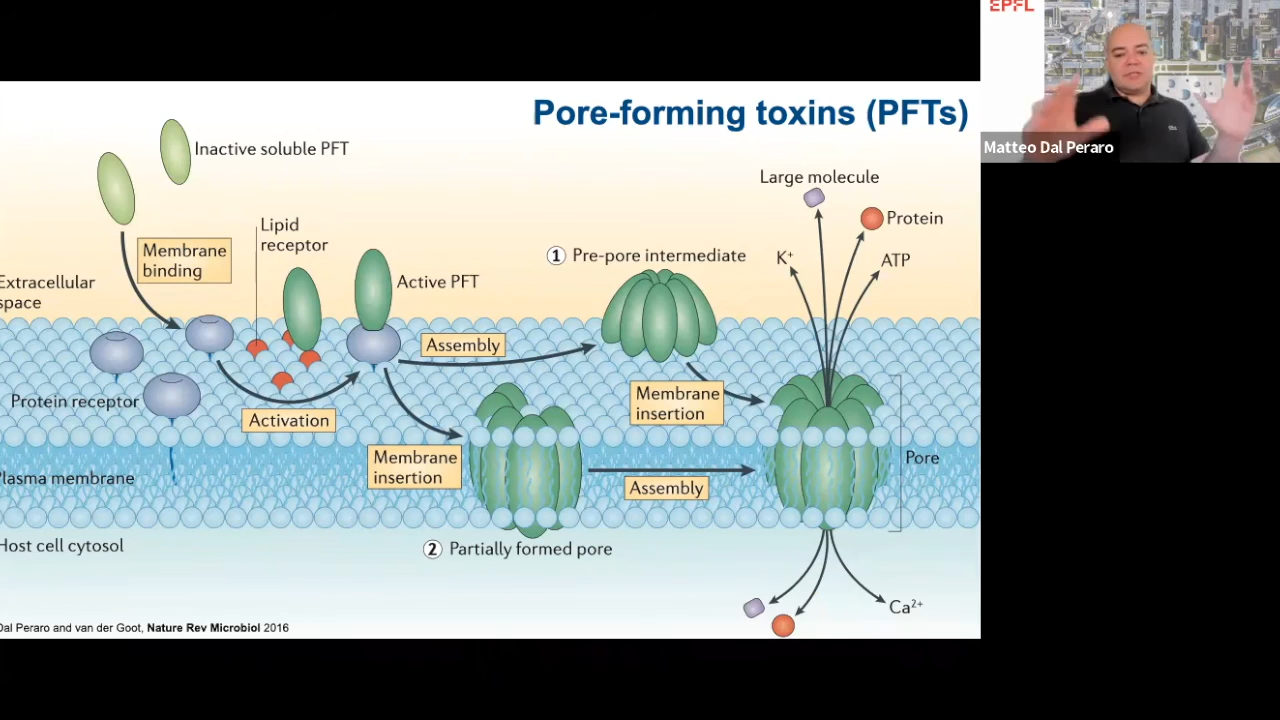 EPFL
Matteo Dal Peraro
Pore-forming toxins (PFTs)
Inactive soluble PFT
Membrane
binding
Lipid
receptor
Extracellular
space
Active PFT
Protein receptor
Activation
Assembly
Membrane
insertion
1 Pre-pore intermediate
Membrane
insertion
2 Partially formed pore
Assembly
Large molecule
Protein
K+
ATP
Pore
Ca2+
Plasma membrane
Host cell cytosol
Dal Peraro and van der Goot, Nature Rev Microbiol 2016